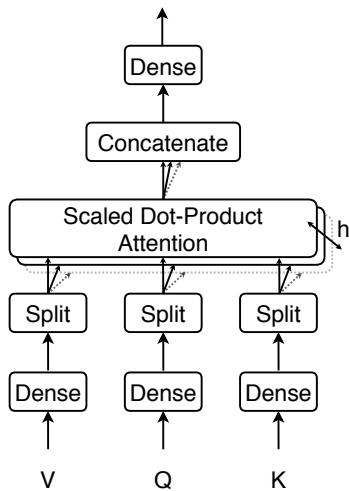 Dense
Concatenate
Scaled Dot-Product
Attention
h
Split Split Split
Dense Dense Dense
V Q K